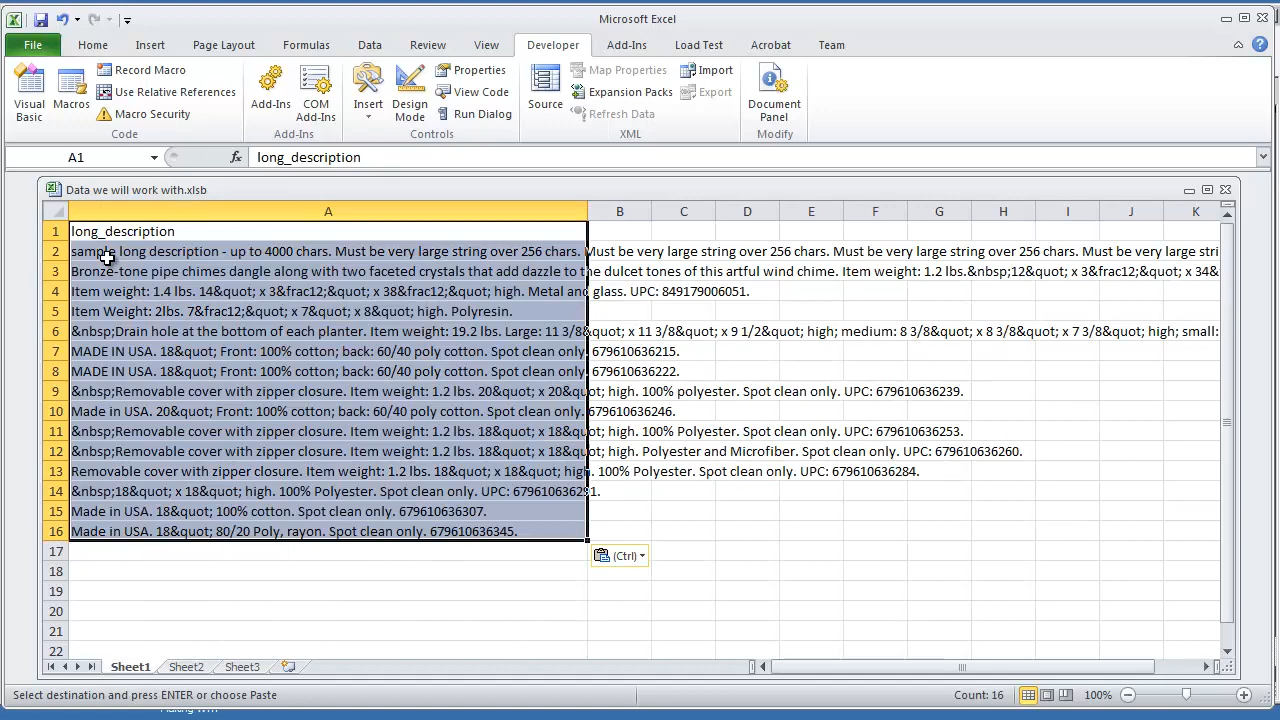 Microsoft Excel
File Home Insert Page Layout Formulas Data Review View Developer Add-Ins Load Test Acrobat Team
Visual Basic
Macros
Record Macro
Use Relative References
Macro Security
Code
Add-Ins
COM Add-Ins
Add-Ins
Insert
Design Mode
Properties
View Code
Run Dialog
Controls
Source
Map Properties
Expansion Packs
Refresh Data
Import
Export
XML
Document Panel
Modify
A1 fx long_description
Data we will work with.xlsb
A B C D E F G H I J K
1 long_description
2 sample long description - up to 4000 chars. Must be very large string over 256 chars. Must be very large string over 256 chars. Must be very large string over 256 chars. Must be very large stri
3 Bronze-tone pipe chimes dangle along with two faceted crystals that add dazzle to the dulcet tones of this artful wind chime. Item weight: 1.2 lbs.&nbsp;12&quot; x 3&frac12;&quot; x 34&
4 Item weight: 1.4 lbs. 14&quot; x 3&frac12;&quot; x 38&frac12;&quot; high. Metal and glass. UPC: 849179006051.
5 Item Weight: 2lbs. 7&frac12;&quot; x 7&quot; x 8&quot; high. Polyresin.
6 &nbsp;Drain hole at the bottom of each planter. Item weight: 19.2 lbs. Large: 11 3/8&quot; x 11 3/8&quot; x 9 1/2&quot; high; medium: 8 3/8&quot; x 8 3/8&quot; x 7 3/8&quot; high; small:
7 MADE IN USA. 18&quot; Front: 100% cotton; back: 60/40 poly cotton. Spot clean only. 679610636215.
8 MADE IN USA. 18&quot; Front: 100% cotton; back: 60/40 poly cotton. Spot clean only. 679610636222.
9 &nbsp;Removable cover with zipper closure. Item weight: 1.2 lbs. 20&quot; x 20&quot; high. 100% polyester. Spot clean only. UPC: 679610636239.
10 Made in USA. 20&quot; Front: 100% cotton; back: 60/40 poly cotton. Spot clean only. 679610636246.
11 &nbsp;Removable cover with zipper closure. Item weight: 1.2 lbs. 18&quot; x 18&quot; high. 100% Polyester. Spot clean only. UPC: 679610636253.
12 &nbsp;Removable cover with zipper closure. Item weight: 1.2 lbs. 18&quot; x 18&quot; high. Polyester and Microfiber. Spot clean only. UPC: 679610636260.
13 Removable cover with zipper closure. Item weight: 1.2 lbs. 18&quot; x 18&quot; high. 100% Polyester. Spot clean only. UPC: 679610636284.
14 &nbsp;18&quot; x 18&quot; high. 100% Polyester. Spot clean only. UPC: 679610636291.
15 Made in USA. 18&quot; 100% cotton. Spot clean only. 679610636307.
16 Made in USA. 18&quot; 80/20 Poly, rayon. Spot clean only. 679610636345.
17
(Ctrl)
18
19
20
21
22
Sheet1 Sheet2 Sheet3
Select destination and press ENTER or choose Paste Count: 16 100%